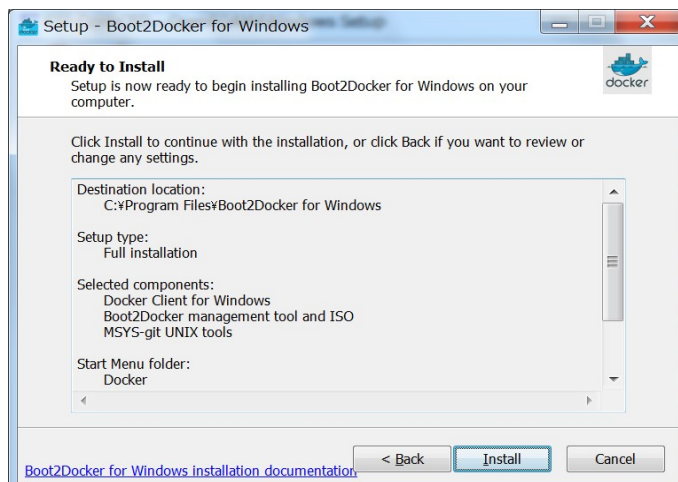 Setup - Boot2Docker for Windows
Ready to Install
Setup is now ready to begin installing Boot2Docker for Windows on your
computer.
docker
Click Install to continue with the installation, or click Back if you want to review or
change any settings.
Destination location:
C:¥Program Files¥Boot2Docker for Windows
Setup type:
Full installation
Selected components:
Docker Client for Windows
Boot2Docker management tool and ISO
MSYS-git UNIX tools
Start Menu folder:
Docker
Boot2Docker for Windows installation documentation
< Back
Install
Cancel